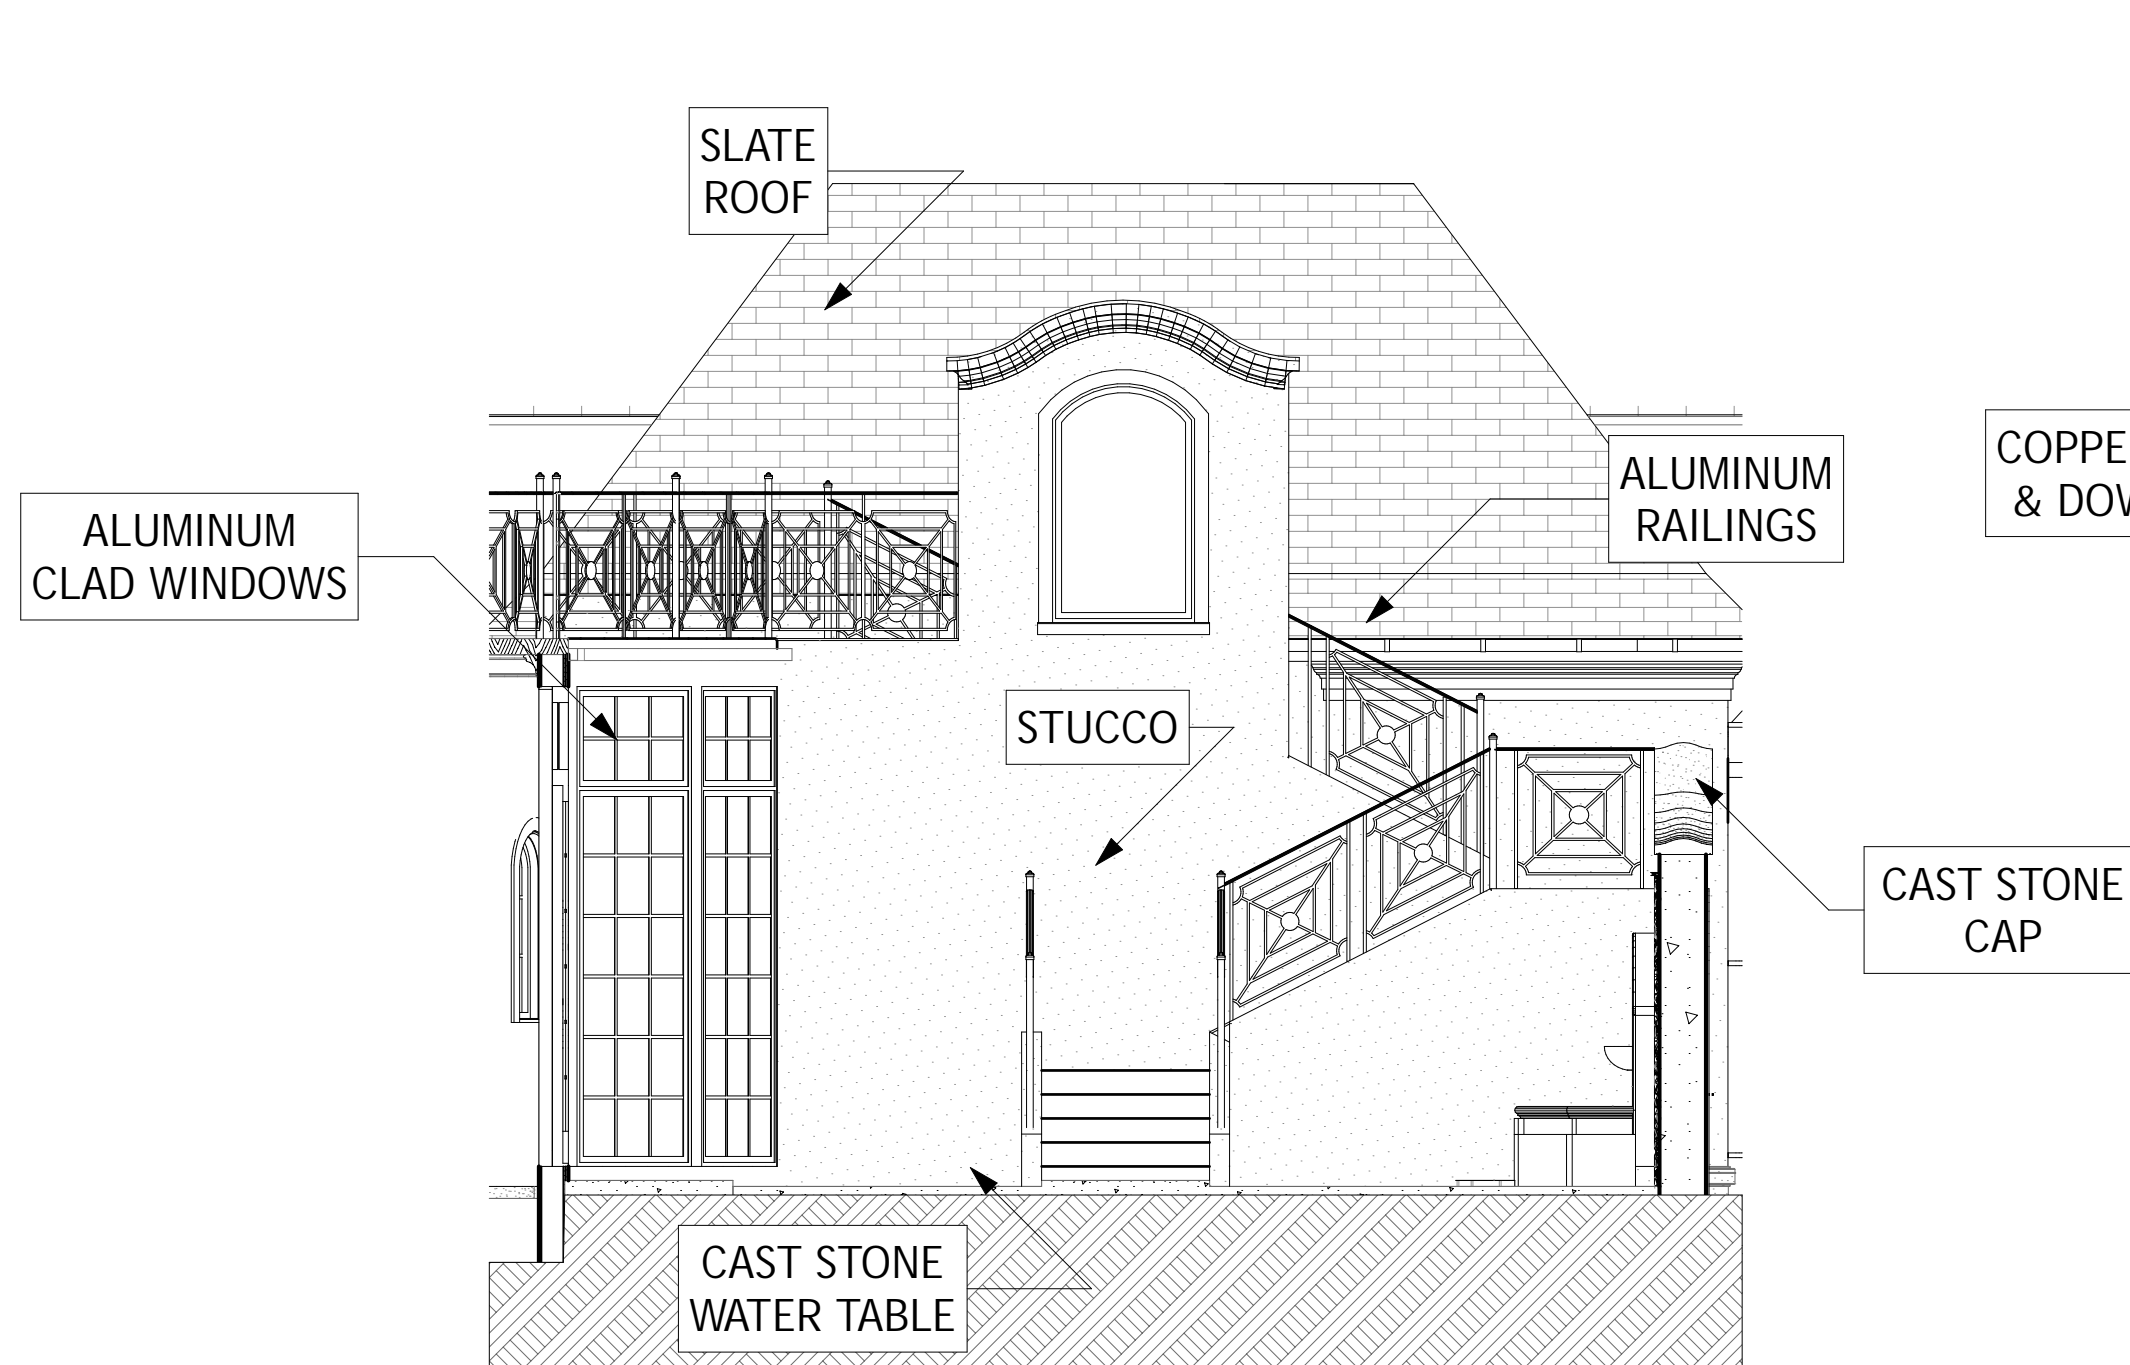 SLATE
ROOF
ALUMINUM
CLAD WINDOWS
ALUMINUM
RAILINGS
STUCCO
CAST STONE
CAP
CAST STONE
WATER TABLE
&